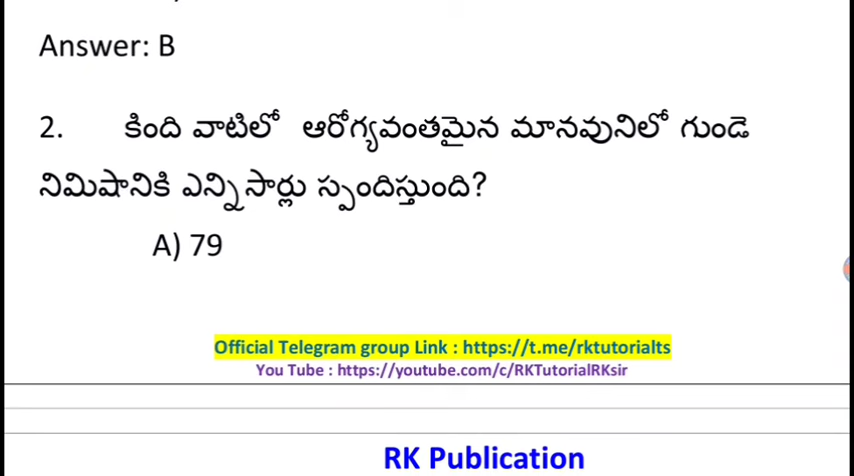 Answer: B
2. కింది వాటిలో ఆరోగ్యవంతమైన మానవునిలో గుండె
నిమిషానికి ఎన్నిసార్లు స్పందిస్తుంది?
A) 79
Official Telegram group Link : https://t.me/rktutorialts
You Tube : https://youtube.com/c/RKTutorialRKsir
RK Publication